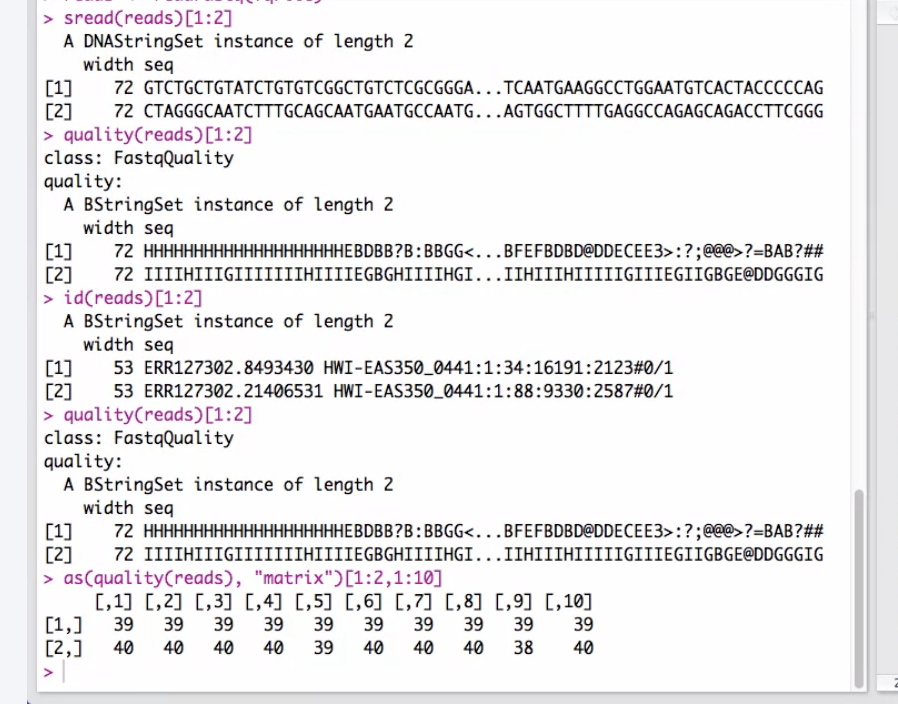 > sread(reads)[1:2]
  A DNAStringSet instance of length 2
    width seq
[1]    72 GTCTGCTGTATCTGTGTCGGCTGTCTCGCGGGA...TCAATGAAGGCCTGGAATGTCACTACCCCCAG
[2]    72 CTAGGGCAATCTTTGCAGCAATGAATGCCAATG...AGTGGCTTTTGAGGCCAGAGCAGACCTTCGGG
> quality(reads)[1:2]
class: FastqQuality
quality:
  A BStringSet instance of length 2
    width seq
[1]    72 HHHHHHHHHHHHHHHHHHHHEBDBB?B:BBGG<...BFEFBDBD@DDECEE3>:?;@@@>?=BAB?##
[2]    72 IIIIHIIIGIIIIIIIHIIIIEGBGHIIIIHGI...IIHIIIHIIIIIGIIIEGIIGBGE@DDGGGIG
> id(reads)[1:2]
  A BStringSet instance of length 2
    width seq
[1]    53 ERR127302.8493430 HWI-EAS350_0441:1:34:16191:2123#0/1
[2]    53 ERR127302.21406531 HWI-EAS350_0441:1:88:9330:2587#0/1
> quality(reads)[1:2]
class: FastqQuality
quality:
  A BStringSet instance of length 2
    width seq
[1]    72 HHHHHHHHHHHHHHHHHHHHEBDBB?B:BBGG<...BFEFBDBD@DDECEE3>:?;@@@>?=BAB?##
[2]    72 IIIIHIIIGIIIIIIIHIIIIEGBGHIIIIHGI...IIHIIIHIIIIIGIIIEGIIGBGE@DDGGGIG
> as(quality(reads), "matrix")[1:2,1:10]
     [,1] [,2] [,3] [,4] [,5] [,6] [,7] [,8] [,9] [,10]
[1,]   39   39   39   39   39   39   39   39   39    39
[2,]   40   40   40   40   39   40   40   40   38    40
>